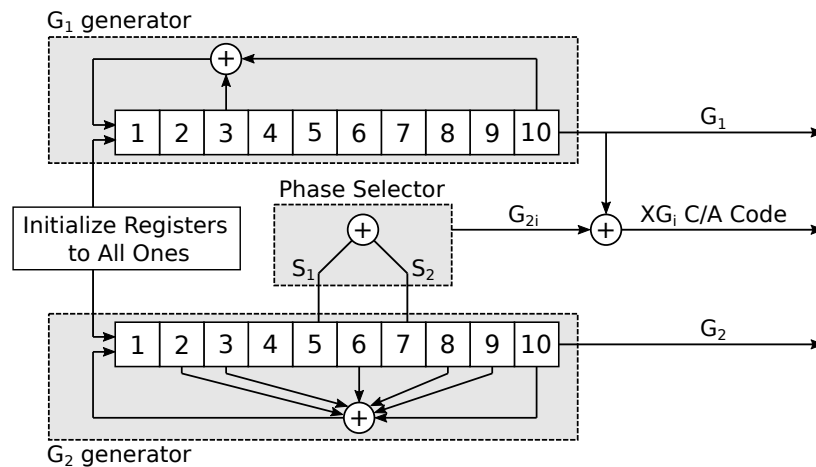 G₁ generator
1 2 3 4 5 6 7 8 9 10
G₁
Phase Selector
G₂ᵢ
XGᵢ C/A Code
Initialize Registers
to All Ones
S₁ S₂
1 2 3 4 5 6 7 8 9 10
G₂
G₂ generator